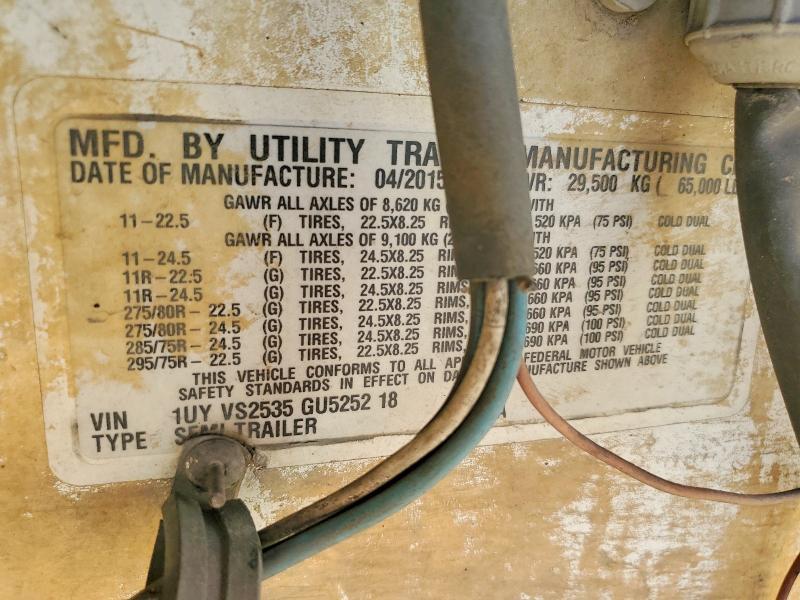 MFD. BY UTILITY TRA MANUFACTURING C
DATE OF MANUFACTURE: 04/2015 WR: 29,500 KG ( 65,000 L
GAWR ALL AXLES OF 8,620 KG WITH
11-22.5 (F) TIRES, 22.5X8.25 RI 520 KPA (75 PSI) COLD DUAL
GAWR ALL AXLES OF 9,100 KG (2 WITH
11-24.5 (F) TIRES, 24.5X8.25 RIM 520 KPA (75 PSI) COLD DUAL
11R-22.5 (G) TIRES, 22.5X8.25 RIM 660 KPA (95 PSI) COLD DUAL
11R-24.5 (G) TIRES, 24.5X8.25 RIMS, 660 KPA (95 PSI) COLD DUAL
275/80R-22.5 (G) TIRES, 22.5X8.25 RIMS, 660 KPA (95 PSI) COLD DUAL
275/80R-24.5 (G) TIRES, 24.5X8.25 RIMS, 660 KPA (95 PSI) COLD DUAL
285/75R-24.5 (G) TIRES, 24.5X8.25 RIMS, 690 KPA (100 PSI) COLD DUAL
295/75R-22.5 (G) TIRES, 22.5X8.25 RIMS, 690 KPA (100 PSI) COLD DUAL
THIS VEHICLE CONFORMS TO ALL AP FEDERAL MOTOR VEHICLE
SAFETY STANDARDS IN EFFECT ON DA NUFACTURE SHOWN ABOVE
VIN 1UY VS2535 GU5252 18
TYPE SEMI TRAILER